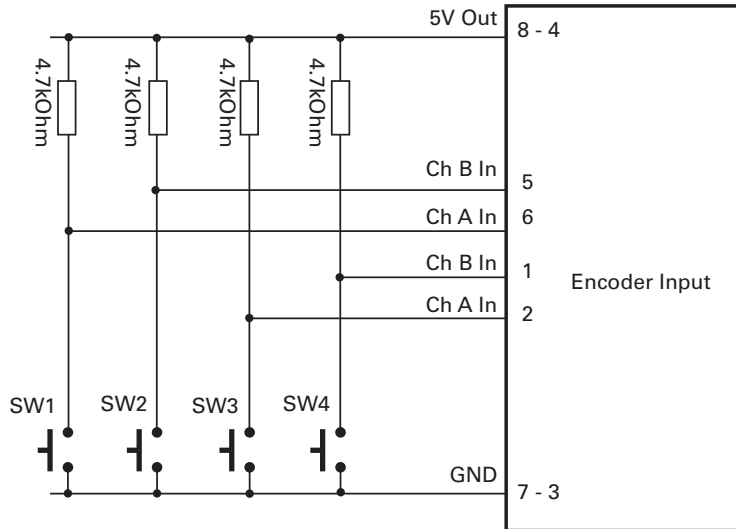 5V Out
8 - 4
4.7kOhm
4.7kOhm
4.7kOhm
4.7kOhm
Ch B In
5
Ch A In
6
Ch B In
1
Encoder Input
Ch A In
2
SW1
SW2
SW3
SW4
GND
7 - 3